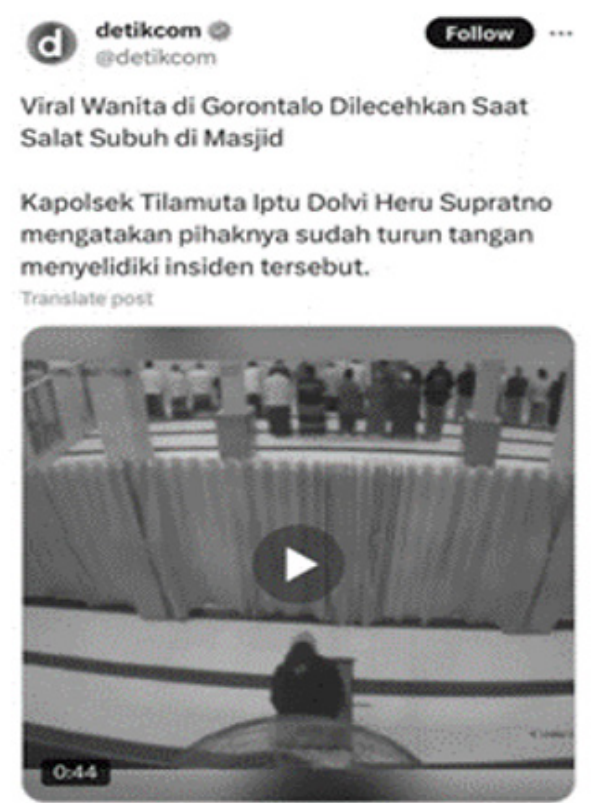 detikcom
Follow
@detikcom
Viral Wanita di Gorontalo Dilecehkan Saat
Salat Subuh di Masjid
Kapolsek Tilamuta Iptu Dolvi Heru Supratno
mengatakan pihaknya sudah turun tangan
menyelidiki insiden tersebut.
Translate post
0:44